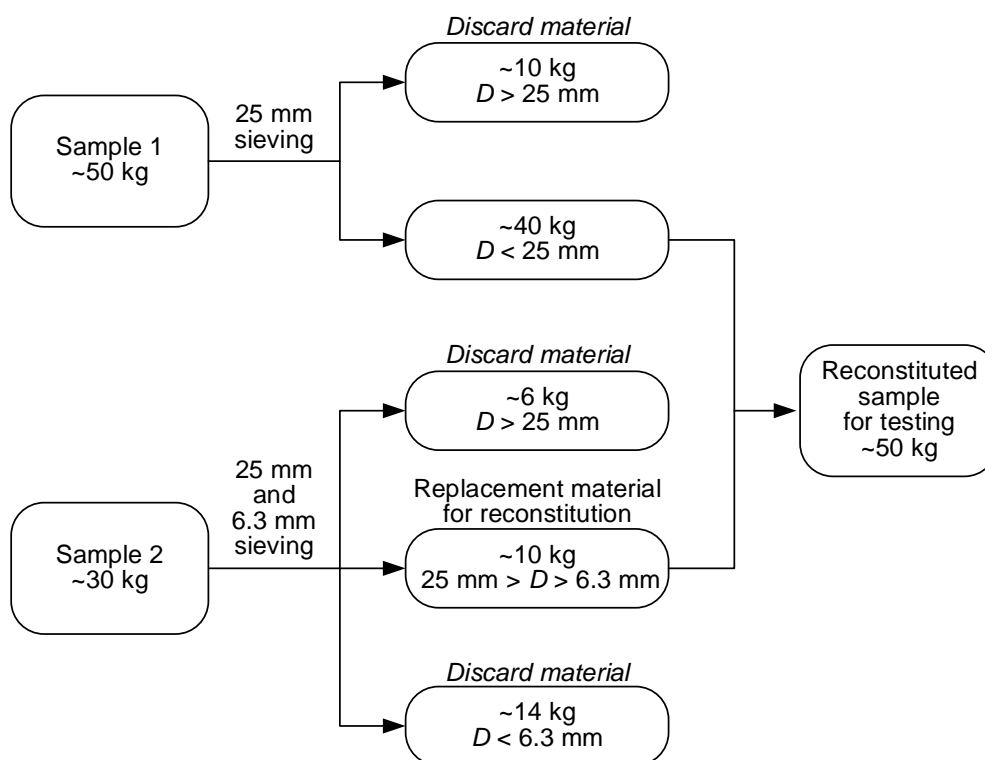 Discard material
~10 kg
D > 25 mm
25 mm
sieving
Sample 1
~50 kg
~40 kg
D < 25 mm
Discard material
~6 kg
D > 25 mm
Reconstituted
sample
for testing
~50 kg
25 mm
and
6.3 mm
sieving
Replacement material
for reconstitution
Sample 2
~30 kg
~10 kg
25 mm > D > 6.3 mm
Discard material
~14 kg
D < 6.3 mm